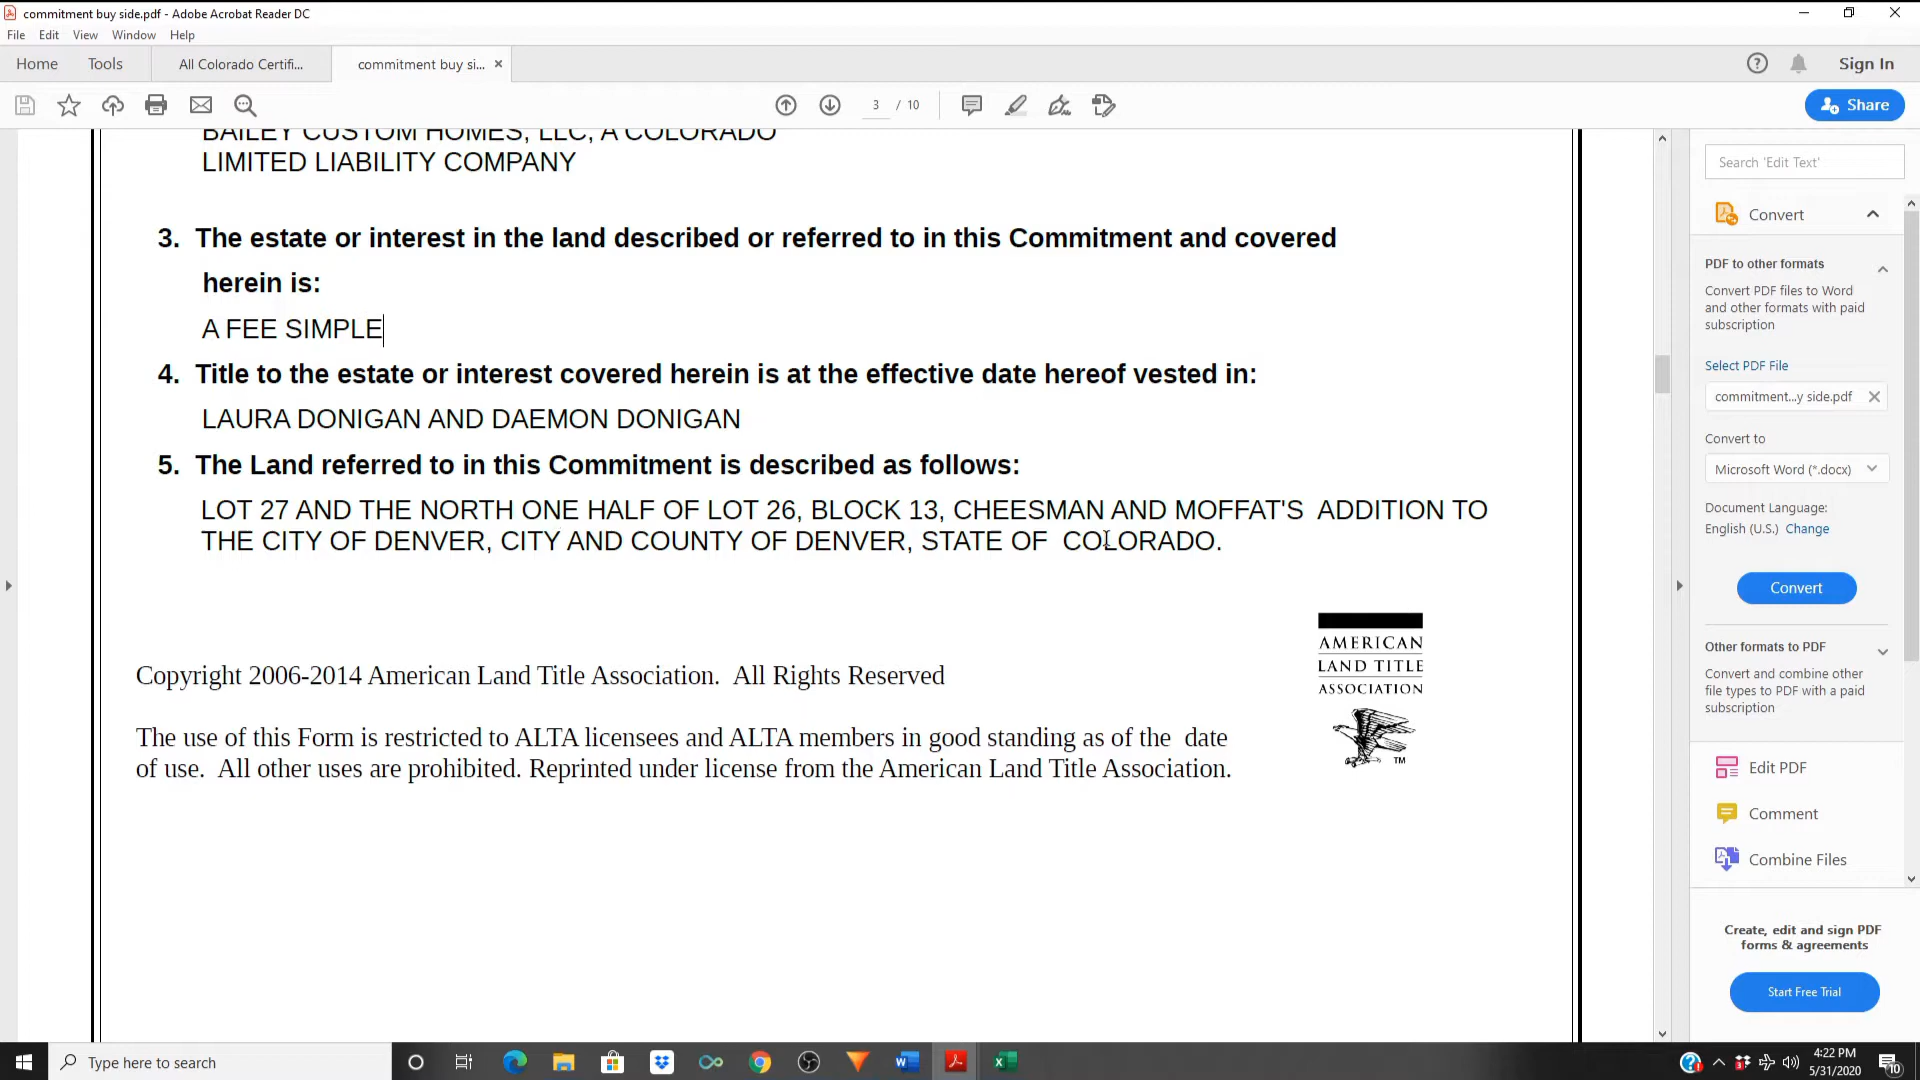 commitment buy side.pdf - Adobe Acrobat Reader DC
File Edit View Window Help
Home Tools All Colorado Certifi... commitment buy si... × Sign In
3 / 10 Share
BAILEY CUSTOM HOMES, LLC, A COLORADO
LIMITED LIABILITY COMPANY
3. The estate or interest in the land described or referred to in this Commitment and covered
herein is:
A FEE SIMPLE
4. Title to the estate or interest covered herein is at the effective date hereof vested in:
LAURA DONIGAN AND DAEMON DONIGAN
5. The Land referred to in this Commitment is described as follows:
LOT 27 AND THE NORTH ONE HALF OF LOT 26, BLOCK 13, CHEESMAN AND MOFFAT'S ADDITION TO
THE CITY OF DENVER, CITY AND COUNTY OF DENVER, STATE OF COLORADO.
Copyright 2006-2014 American Land Title Association. All Rights Reserved
The use of this Form is restricted to ALTA licensees and ALTA members in good standing as of the date
of use. All other uses are prohibited. Reprinted under license from the American Land Title Association.
AMERICAN
LAND TITLE
ASSOCIATION
TM
Search 'Edit Text'
Convert
PDF to other formats
Convert PDF files to Word
and other formats with paid
subscription
Select PDF File
commitment...y side.pdf
Convert to
Microsoft Word (*.docx)
Document Language:
English (U.S.) Change
Convert
Other formats to PDF
Convert and combine other
file types to PDF with a paid
subscription
Edit PDF
Comment
Combine Files
Create, edit and sign PDF
forms & agreements
Start Free Trial
Type here to search
4:22 PM
5/31/2020
10